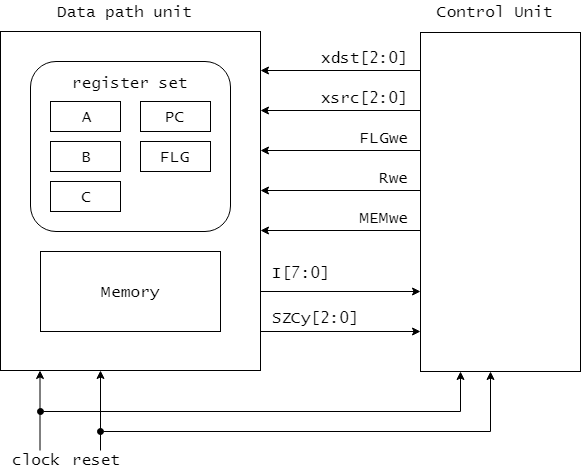 Data path unit
Control Unit
register set
A
PC
B
FLG
C
Memory
xdst[2:0]
xsrc[2:0]
FLGwe
Rwe
MEMwe
I[7:0]
SZCy[2:0]
clock
reset